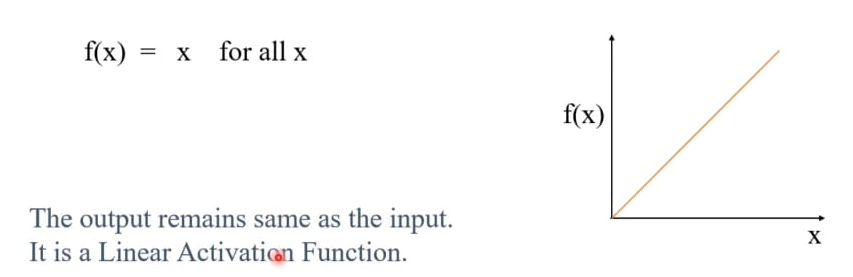 f(x) = x for all x
f(x)
x
The output remains same as the input.
It is a Linear Activation Function.